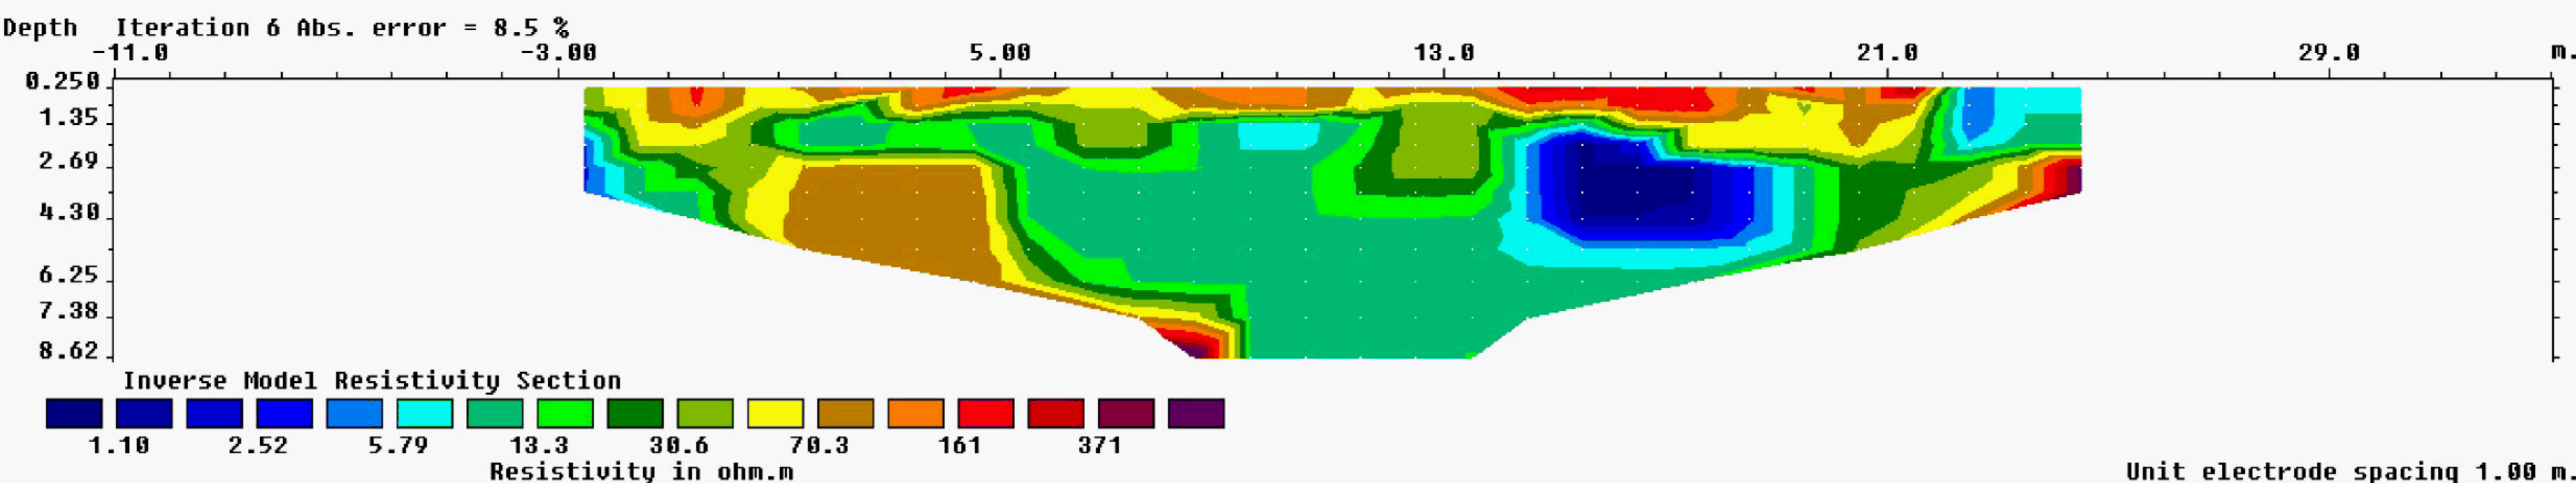 Depth Iteration 6 Abs. error = 8.5 %
-11.0 -3.00 5.00 13.0 21.0 29.0 m.
0.250
1.35
2.69
4.30
6.25
7.38
8.62
Inverse Model Resistivity Section
1.10 2.52 5.79 13.3 30.6 70.3 161 371
Resistivity in ohm.m
Unit electrode spacing 1.00 m.